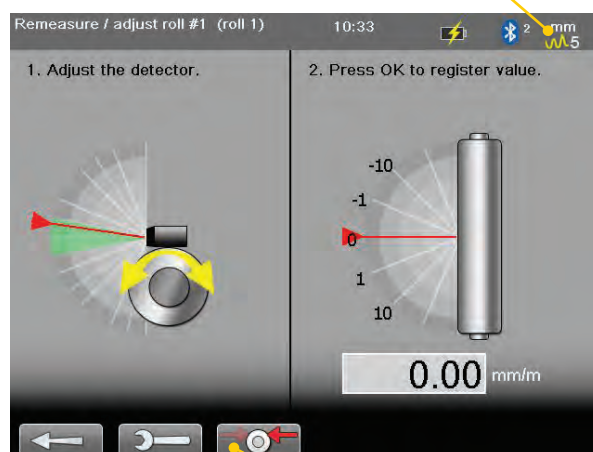 Remeasure / adjust roll #1 (roll 1) 10:33 2 mm
5
1. Adjust the detector.
2. Press OK to register value.
-10
-1
0
1
10
0.00 mm/m